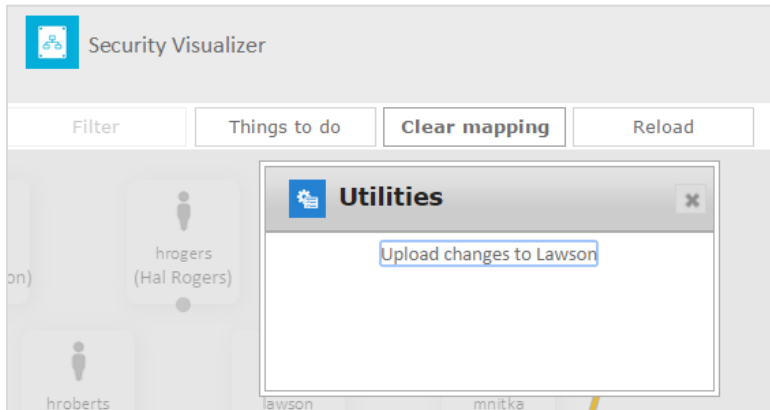 Security Visualizer
Filter
Things to do
Clear mapping
Reload
Utilities
Upload changes to Lawson
hrogers
on)
(Hal Rogers)
hroberts
lawson
mnitka